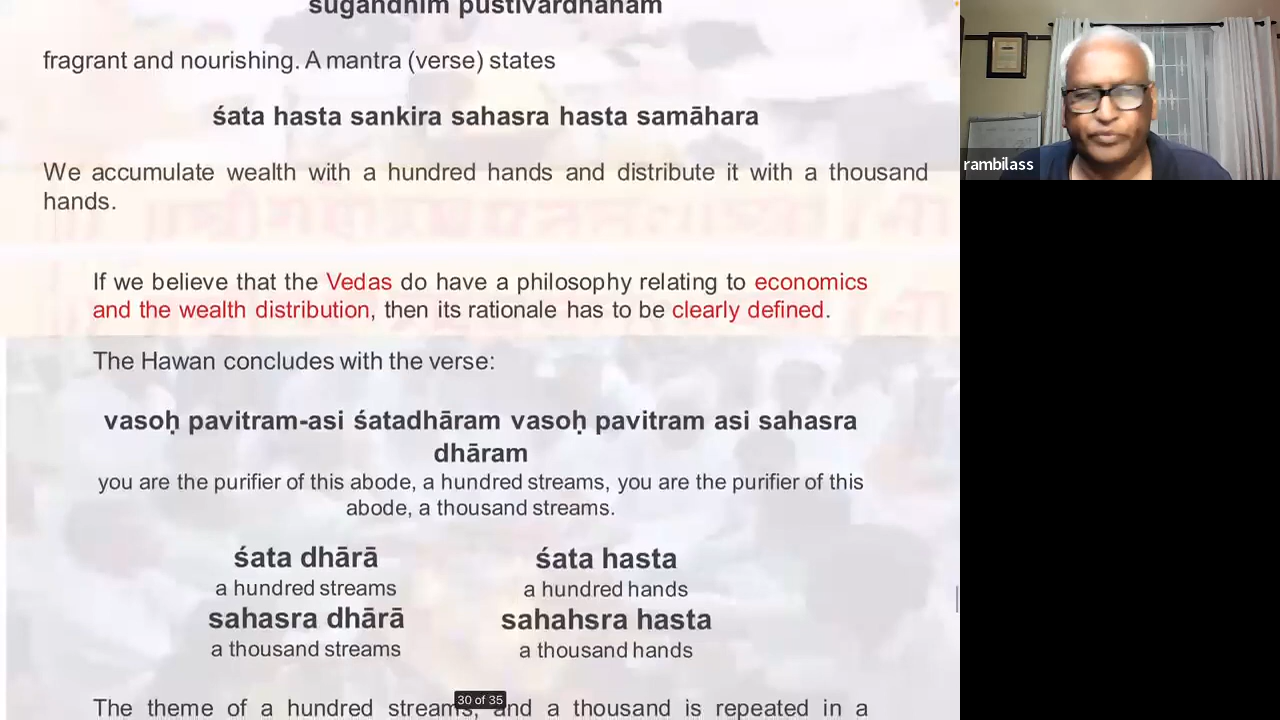 sugandhim pustivardhanam
fragrant and nourishing. A mantra (verse) states
śata hasta sankira sahasra hasta samāhara
We accumulate wealth with a hundred hands and distribute it with a thousand
hands.
If we believe that the Vedas do have a philosophy relating to economics
and the wealth distribution, then its rationale has to be clearly defined.
The Hawan concludes with the verse:
vasoḥ pavitram-asi śatadhāram vasoḥ pavitram asi sahasra
dhāram
you are the purifier of this abode, a hundred streams, you are the purifier of this
abode, a thousand streams.
śata dhārā
a hundred streams
sahasra dhārā
a thousand streams
śata hasta
a hundred hands
sahahsra hasta
a thousand hands
The theme of a hundred streams, and a thousand is repeated in a
30 of 35
rambilass